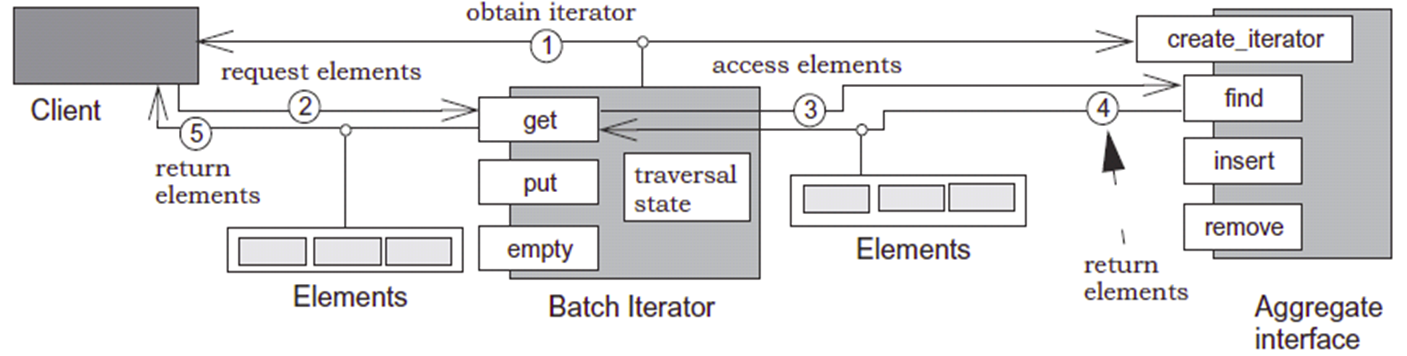 obtain iterator
1
create_iterator
request elements
access elements
Client
2
3
4
find
get
5
return
elements
put
traversal
state
insert
empty
Elements
remove
return
elements
Elements
Batch Iterator
Aggregate
interface